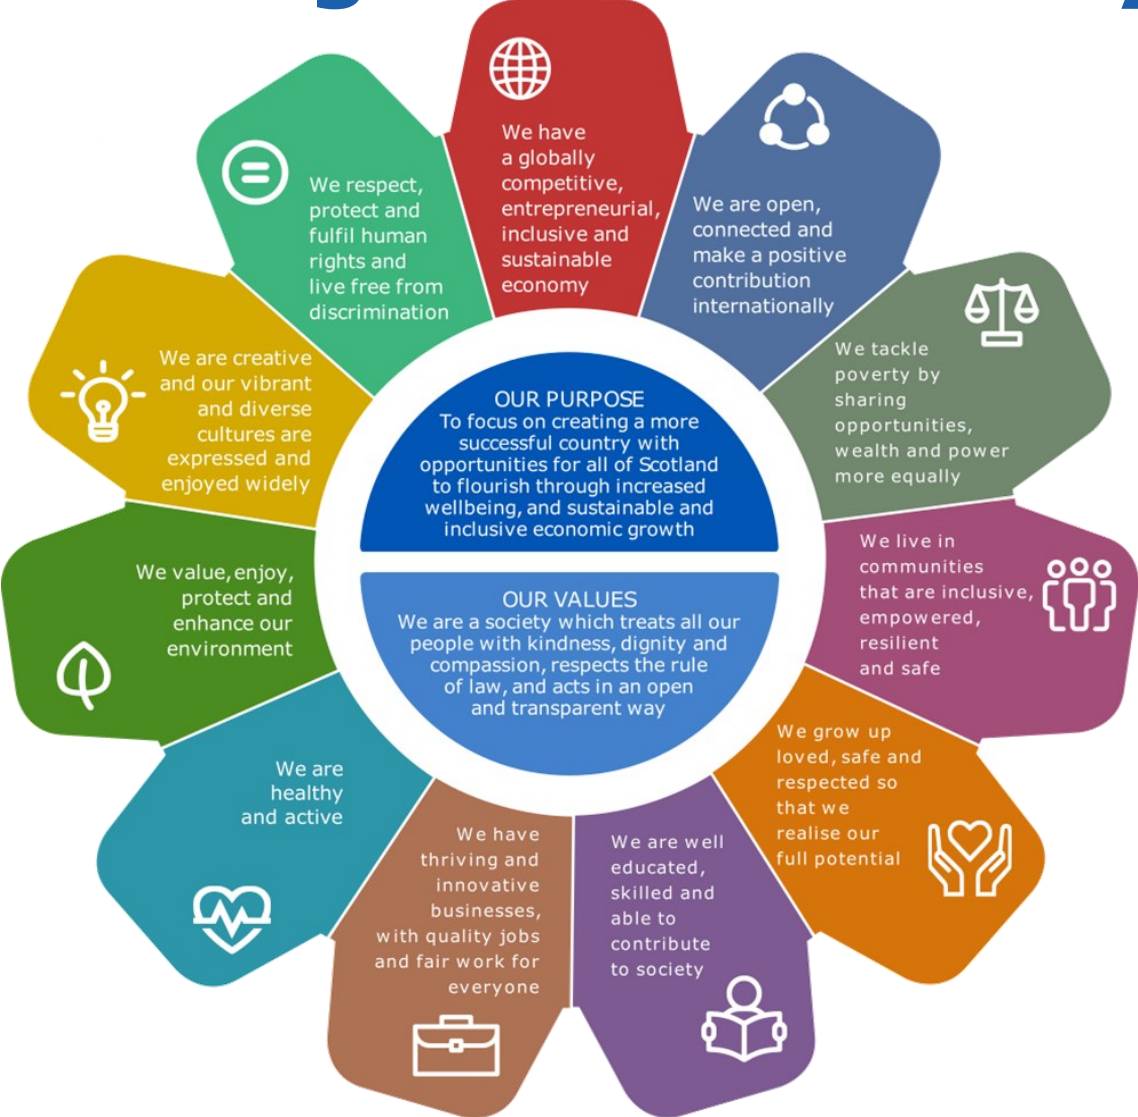 We have
a globally
competitive,
entrepreneurial,
inclusive and
sustainable
economy
We are open,
connected and
make a positive
contribution
internationally
We tackle
poverty by
sharing
opportunities,
wealth and power
more equally
We live in
communities
that are inclusive,
empowered,
resilient
and safe
We grow up
loved, safe and
respected so
that we
realise our
full potential
We are well
educated,
skilled and
able to
contribute
to society
We have
thriving and
innovative
businesses,
with quality jobs
and fair work for
everyone
We are
healthy
and active
We value, enjoy,
protect and
enhance our
environment
We are creative
and our vibrant
and diverse
cultures are
expressed and
enjoyed widely
We respect,
protect and
fulfil human
rights and
live free from
discrimination
OUR PURPOSE
To focus on creating a more
successful country with
opportunities for all of Scotland
to flourish through increased
wellbeing, and sustainable and
inclusive economic growth
OUR VALUES
We are a society which treats all our
people with kindness, dignity and
compassion, respects the rule
of law, and acts in an open
and transparent way